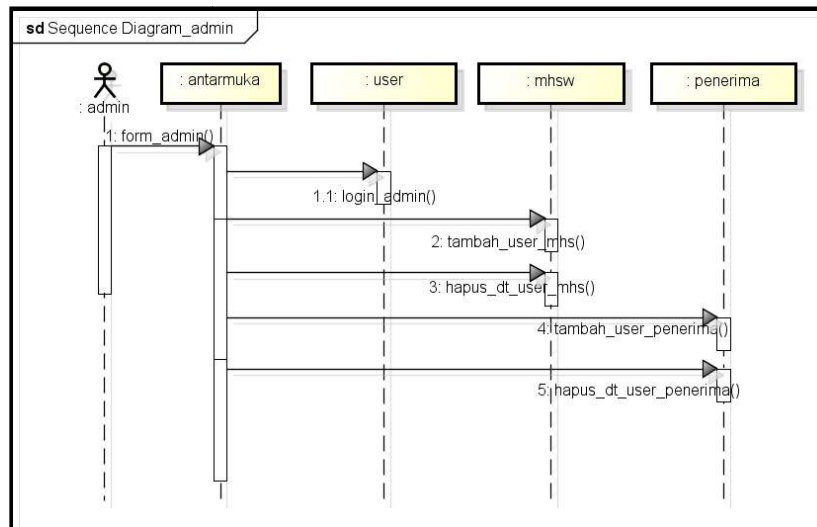 sd Sequence Diagram_admin
: admin
: antarmuka
: user
: mhsw
: penerima
1: form_admin()
1.1: login_admin()
2: tambah_user_mhs()
3: hapus_dt_user_mhs()
4: tambah_user_penerima()
5: hapus_dt_user_penerima()